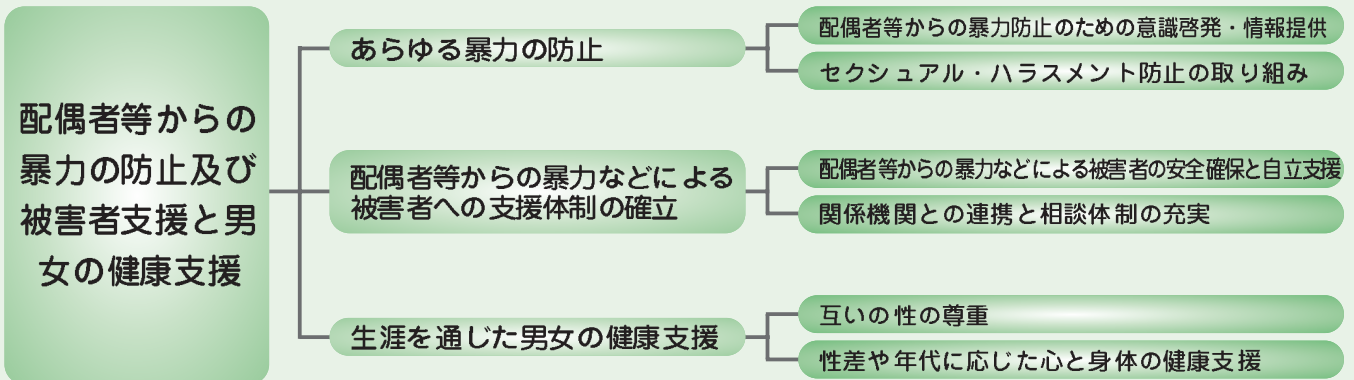 配偶者等からの
暴力の防止及び
被害者支援と男
女の健康支援
あらゆる暴力の防止
配偶者等からの暴力防止のための意識啓発・情報提供
セクシュアル・ハラスメント防止の取り組み
配偶者等からの暴力などによる
被害者への支援体制の確立
配偶者等からの暴力などによる被害者の安全確保と自立支援
関係機関との連携と相談体制の充実
生涯を通じた男女の健康支援
互いの性の尊重
性差や年代に応じた心と身体の健康支援